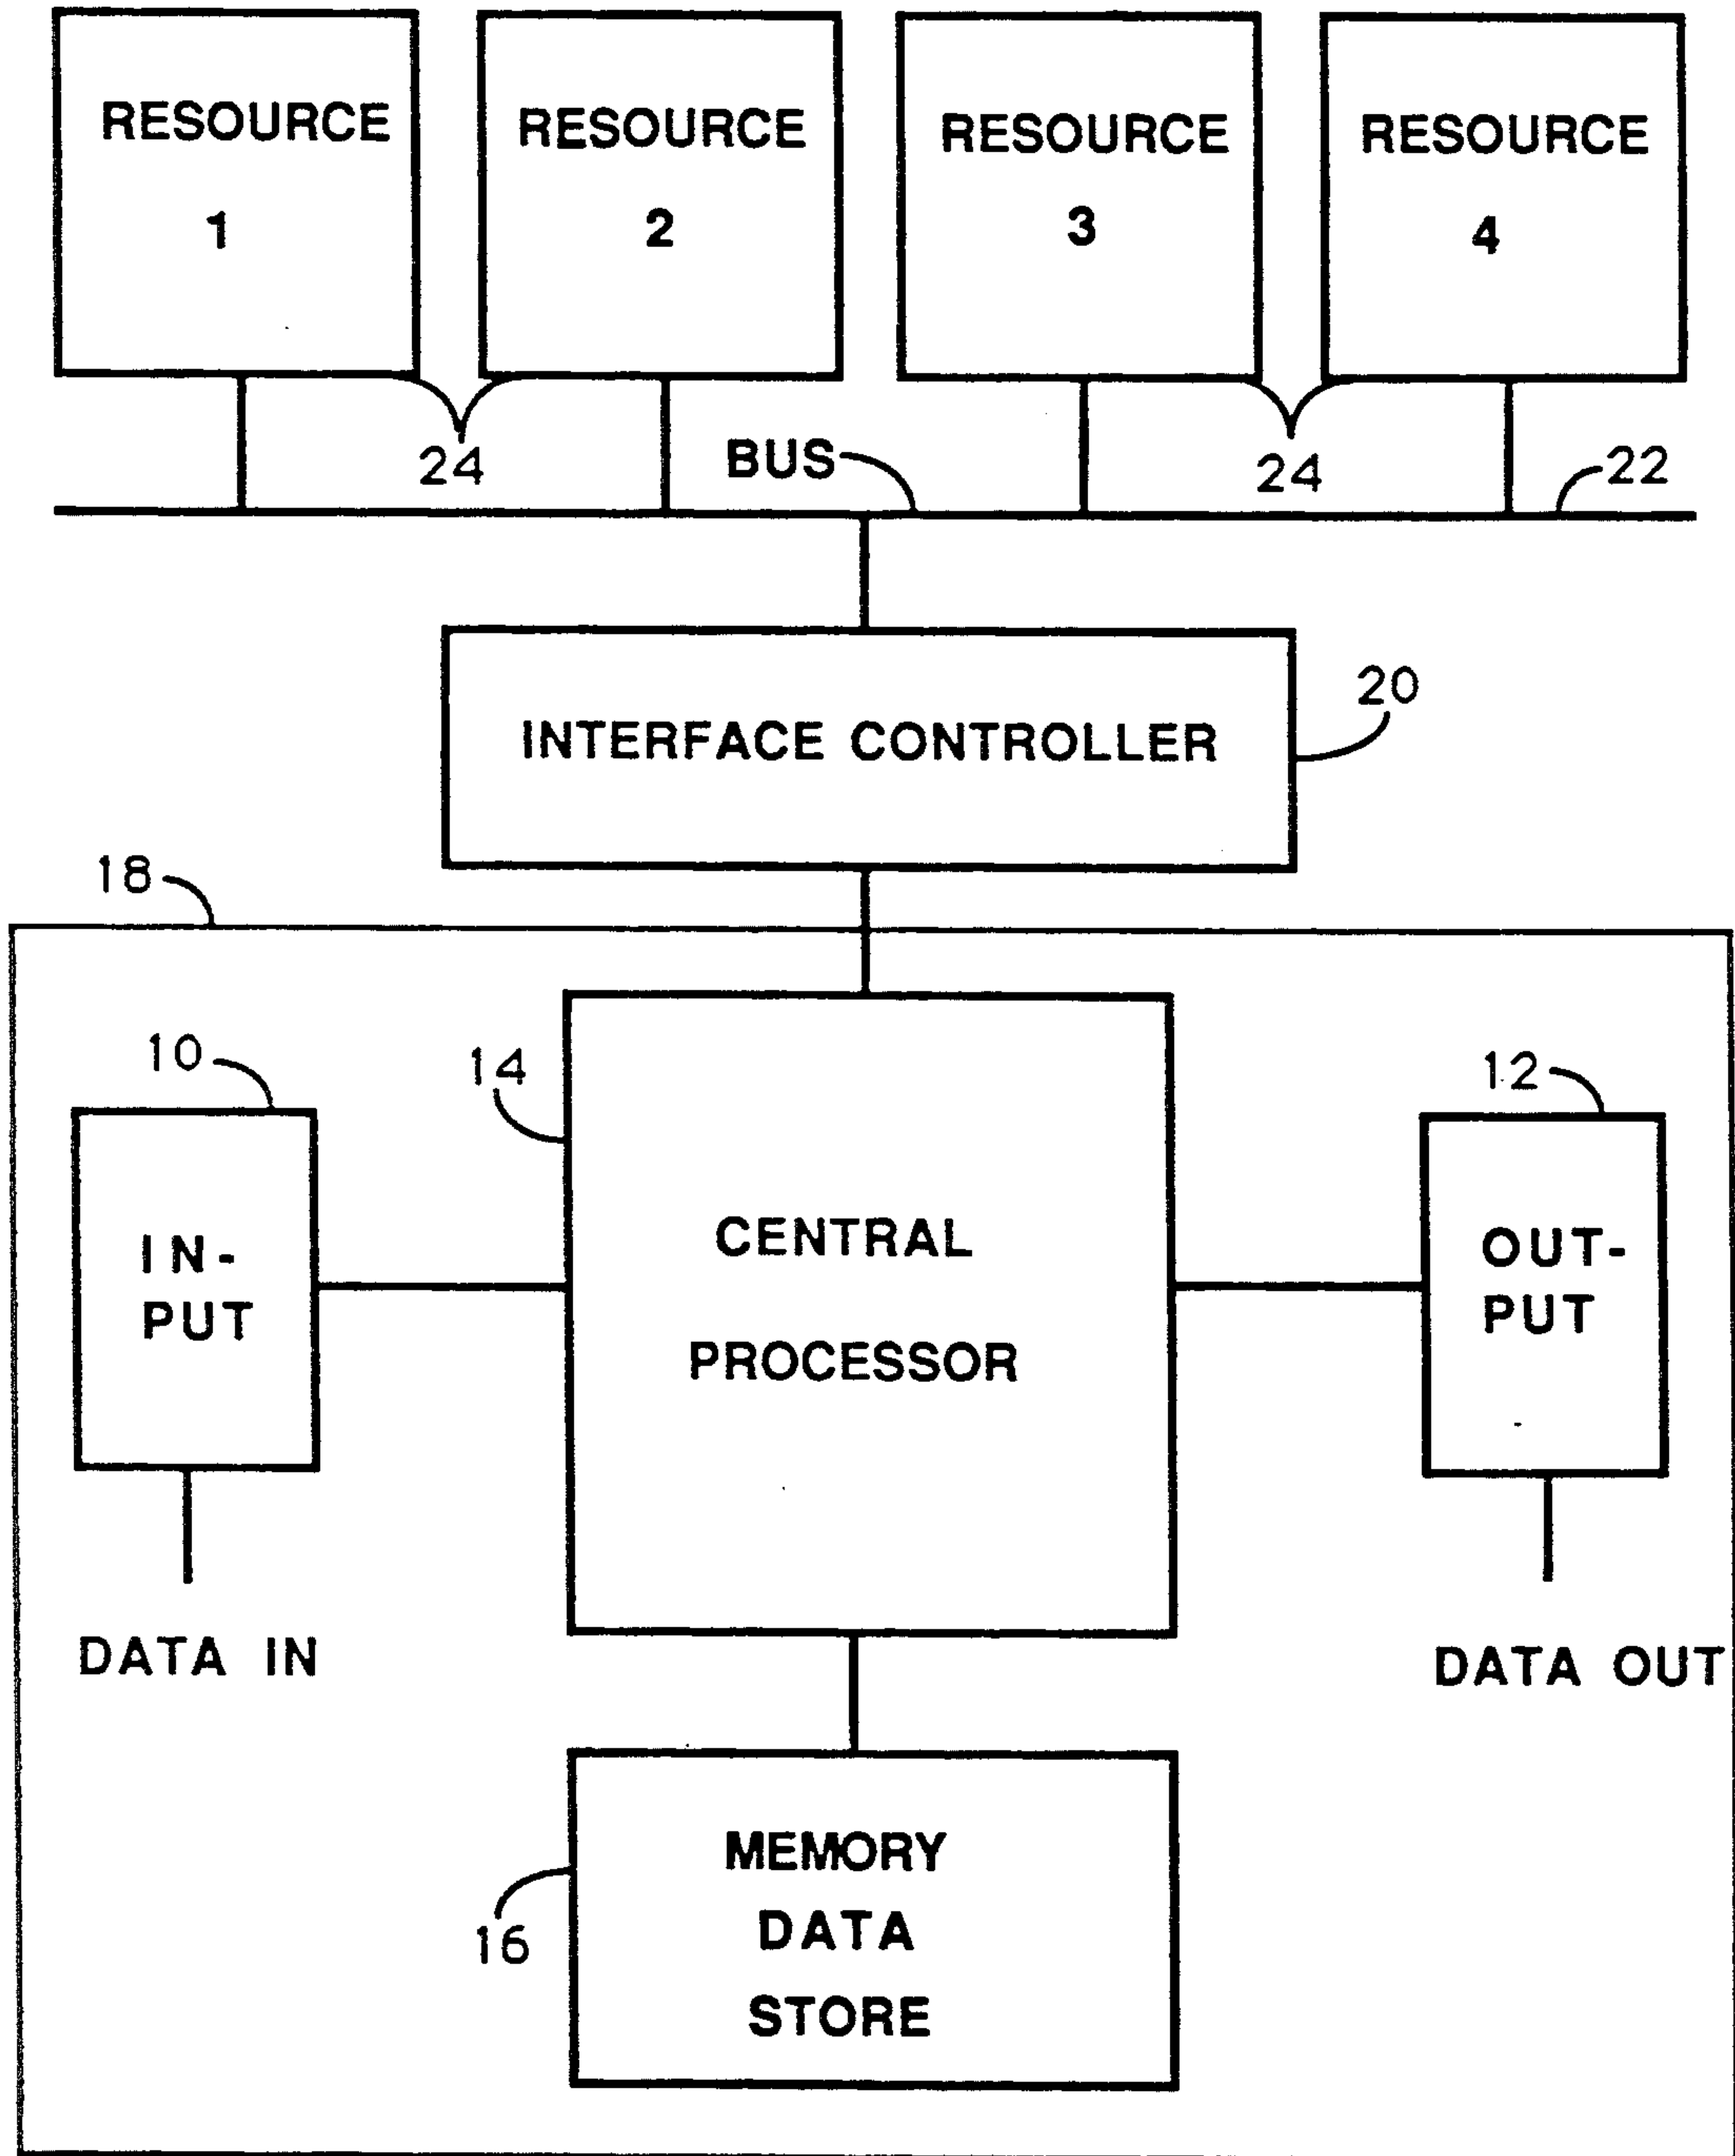 RESOURCE
1
RESOURCE
2
RESOURCE
3
RESOURCE
4
24
BUS
24
22
INTERFACE CONTROLLER
20
18
10
14
12
IN-
PUT
CENTRAL
PROCESSOR
OUT-
PUT
DATA IN
DATA OUT
MEMORY
DATA
STORE
16